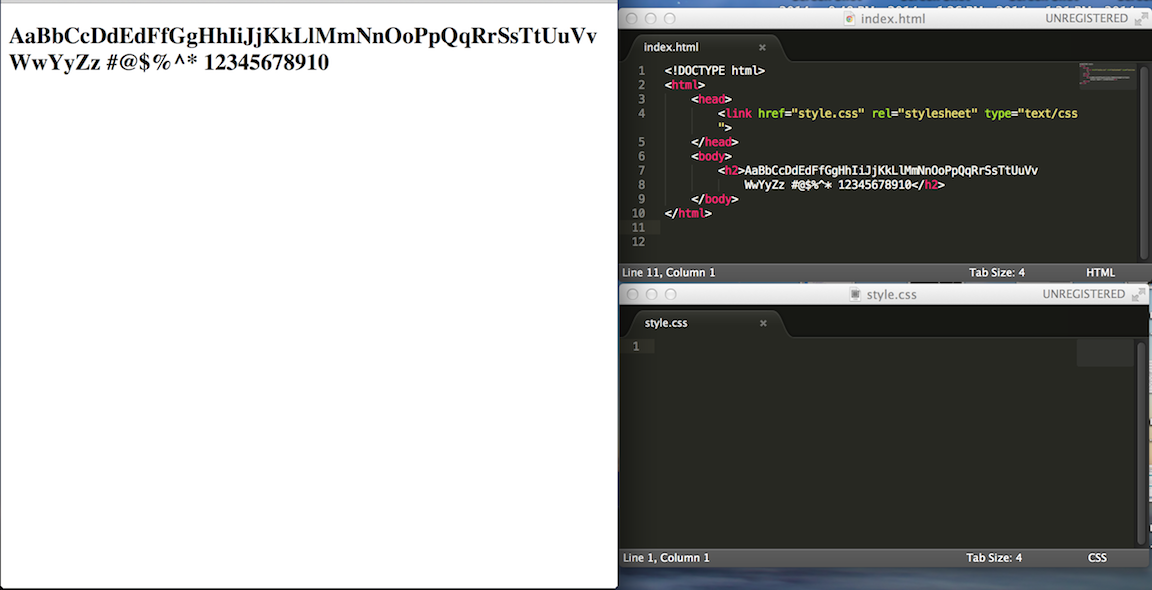 AaBbCcDdEdFfGgHhIiJjKkLlMmNnOoPpQqRrSsTtUuVv
WwYyZz #@$%^* 12345678910
index.html
UNREGISTERED
index.html ×
1 <!DOCTYPE html>
2 <html>
3 <head>
4 <link href="style.css" rel="stylesheet" type="text/css
">
5 </head>
6 <body>
7 <h2>AaBbCcDdEdFfGgHhIiJjKkLlMmNnOoPpQqRrSsTtUuVv
8 WwYyZz #@$%^* 12345678910</h2>
9 </body>
10 </html>
11
12
Line 11, Column 1 Tab Size: 4 HTML
style.css
UNREGISTERED
style.css ×
1
Line 1, Column 1 Tab Size: 4 CSS